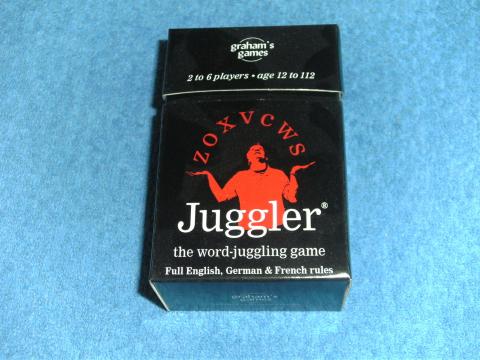 graham's
games
2 to 6 players • age 12 to 112
ZOXVCWS
Juggler®
the word-juggling game
Full English, German & French rules
graham's
games